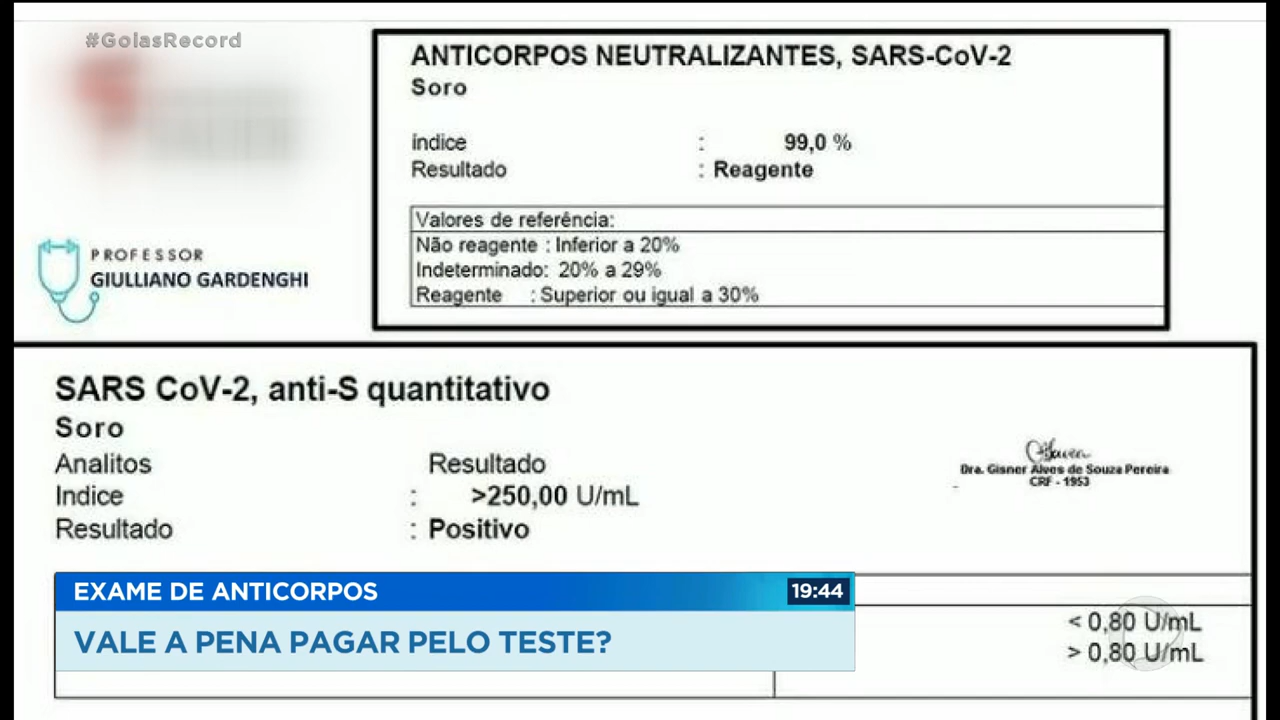 #GoiasRecord
ANTICORPOS NEUTRALIZANTES, SARS-CoV-2
Soro
índice : 99,0 %
Resultado : Reagente
Valores de referência:
Não reagente : Inferior a 20%
Indeterminado: 20% a 29%
Reagente : Superior ou igual a 30%
PROFESSOR
GIULLIANO GARDENGHI
SARS CoV-2, anti-S quantitativo
Soro
Analitos Resultado
Indice : >250,00 U/mL
Resultado : Positivo
Dra. Gisner Alves de Souza Pereira
CRF - 1953
EXAME DE ANTICORPOS 19:44
VALE A PENA PAGAR PELO TESTE?
< 0,80 U/mL
> 0,80 U/mL